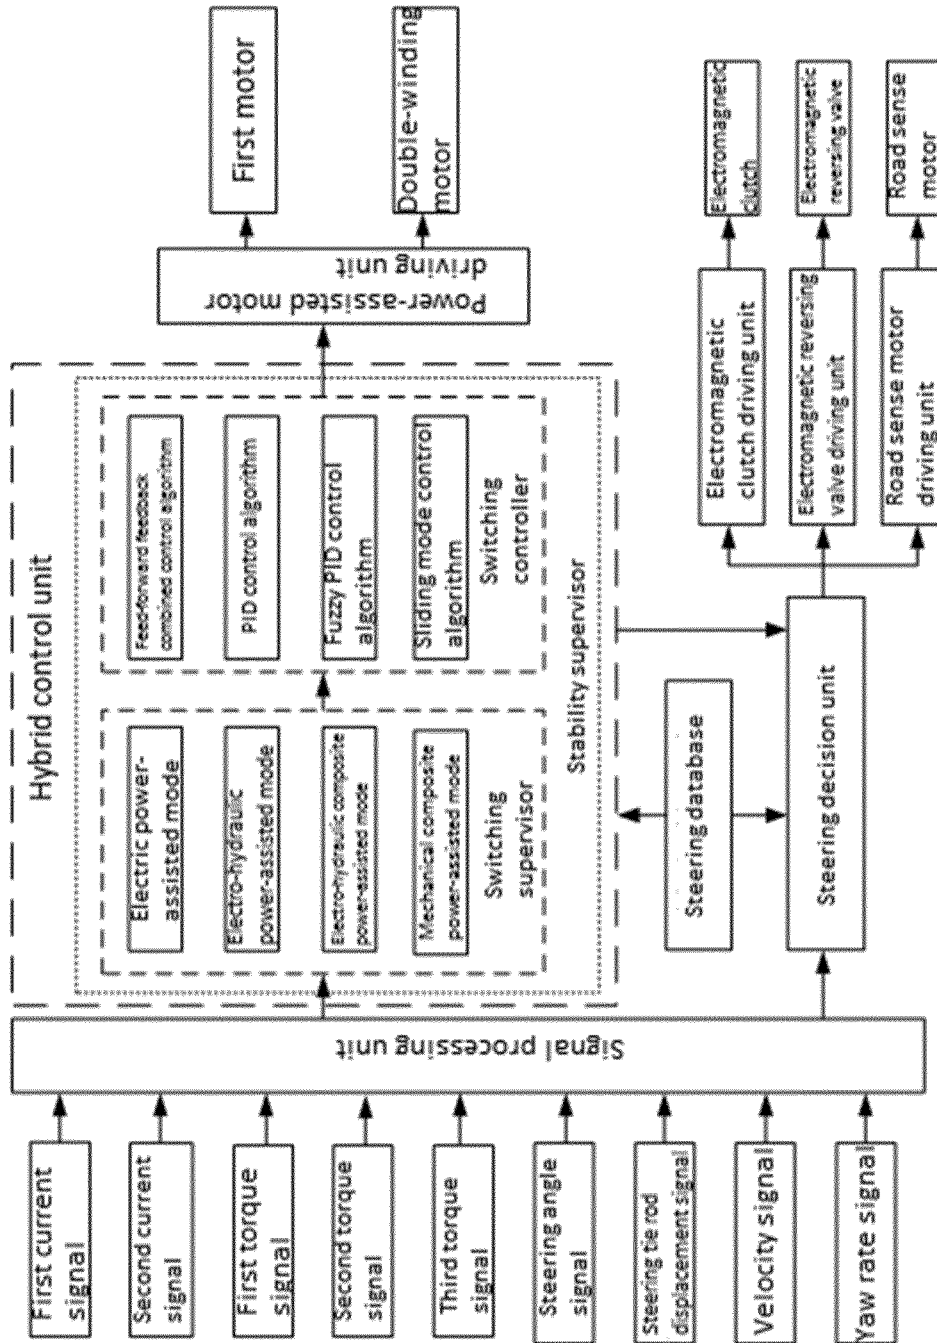 First current
signal
Second current
signal
First torque
signal
Second torque
signal
Third torque
signal
Steering angle
signal
Steering tie rod
displacement signal
Velocity signal
Yaw rate signal
Signal processing unit
Hybrid control unit
Electric power-
assisted mode
Electro-hydraulic
power-assisted mode
Electro-hydraulic composite
power-assisted mode
Mechanical composite
power-assisted mode
Switching
supervisor
Feed-forward feedback
combined control algorithm
PID control algorithm
Fuzzy PID control
algorithm
Sliding mode control
algorithm
Switching
controller
Stability supervisor
Power-assisted motor
driving unit
First motor
Double-winding
motor
Steering database
Steering decision unit
Electromagnetic
clutch driving unit
Electromagnetic reversing
valve driving unit
Road sense motor
driving unit
Electromagnetic
clutch
Electromagnetic
reversing valve
Road sense
motor